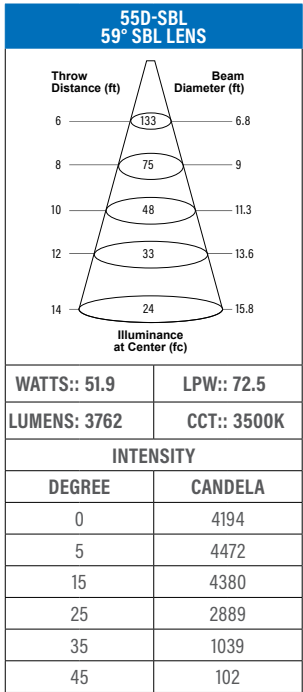 55D-SBL
59° SBL LENS
Throw Beam
Distance (ft) Diameter (ft)
6 133 6.8
8 75 9
10 48 11.3
12 33 13.6
14 24 15.8
Illuminance
at Center (fc)
WATTS:: 51.9 LPW:: 72.5
LUMENS: 3762 CCT:: 3500K
INTENSITY
DEGREE CANDELA
0 4194
5 4472
15 4380
25 2889
35 1039
45 102